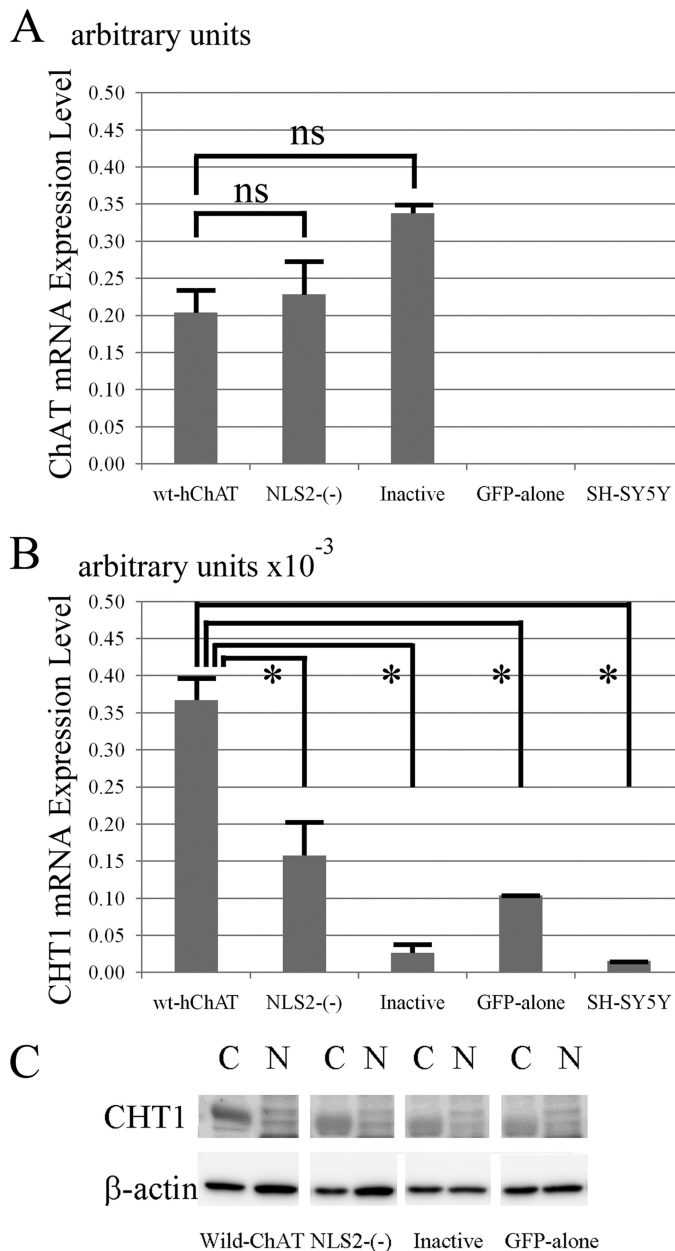 A arbitrary units
ChAT mRNA Expression Level
0.50
0.45
ns
0.40
0.35
ns
0.30
0.25
0.20
0.15
0.10
0.05
0.00
wt-hChAT NLS2-(-) Inactive GFP-alone SH-SY5Y
B arbitrary units x10-3
CHT1 mRNA Expression Level
0.50
0.45
0.40
* * * *
0.35
0.30
0.25
0.20
0.15
0.10
0.05
0.00
wt-hChAT NLS2-(-) Inactive GFP-alone SH-SY5Y
C
C N C N C N C N
CHT1
β-actin
Wild-ChAT NLS2-(-) Inactive GFP-alone